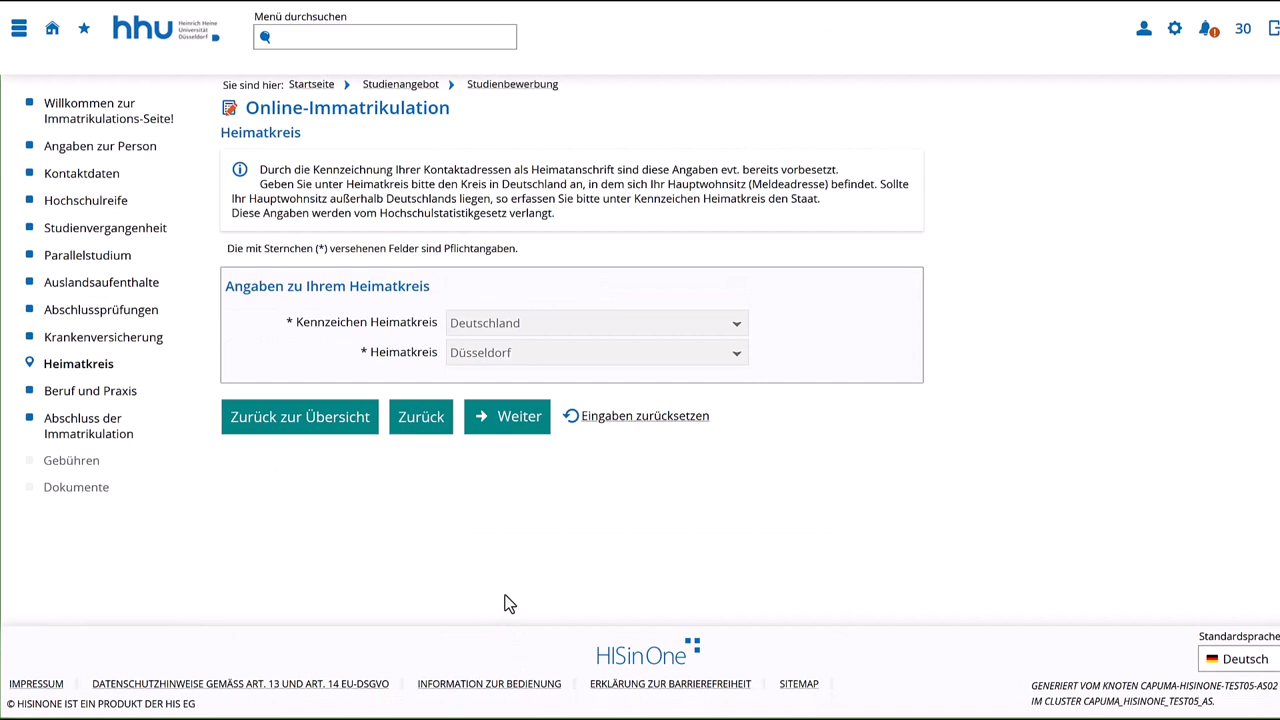 Menü durchsuchen
hhu Heinrich Heine
Universität
Düsseldorf
30
Sie sind hier: Startseite Studienangebot Studienbewerbung
Online-Immatrikulation
Heimatkreis
Willkommen zur
Immatrikulations-Seite!
Angaben zur Person
Kontaktdaten
Hochschulreife
Studienvergangenheit
Parallelstudium
Auslandsaufenthalte
Abschlussprüfungen
Krankenversicherung
Heimatkreis
Beruf und Praxis
Abschluss der
Immatrikulation
Gebühren
Dokumente
Durch die Kennzeichnung Ihrer Kontaktadressen als Heimatanschrift sind diese Angaben evt. bereits vorbesetzt.
Geben Sie unter Heimatkreis bitte den Kreis in Deutschland an, in dem sich Ihr Hauptwohnsitz (Meldeadresse) befindet. Sollte
Ihr Hauptwohnsitz außerhalb Deutschlands liegen, so erfassen Sie bitte unter Kennzeichen Heimatkreis den Staat.
Diese Angaben werden vom Hochschulstatistikgesetz verlangt.
Die mit Sternchen (*) versehenen Felder sind Pflichtangaben.
Angaben zu Ihrem Heimatkreis
* Kennzeichen Heimatkreis Deutschland
* Heimatkreis Düsseldorf
Zurück zur Übersicht Zurück Weiter Eingaben zurücksetzen
HISinOne
Standardsprache
Deutsch
IMPRESSUM DATENSCHUTZHINWEISE GEMÄSS ART. 13 UND ART. 14 EU-DSGVO INFORMATION ZUR BEDIENUNG ERKLÄRUNG ZUR BARRIEREFREIHEIT SITEMAP
© HISINONE IST EIN PRODUKT DER HIS EG
GENERIERT VOM KNOTEN CAPUMA-HISINONE-TEST05-AS02
IM CLUSTER CAPUMA_HISINONE_TEST05_AS.